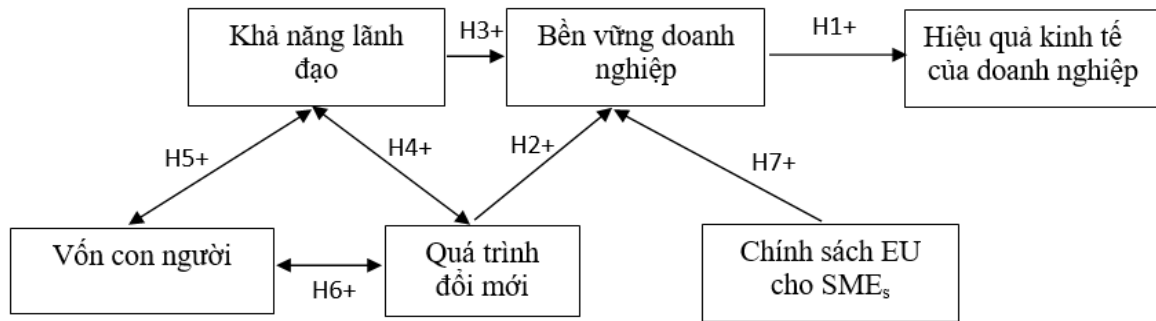 Khả năng lãnh
đạo
H3+
Bền vững doanh
nghiệp
H1+
Hiệu quả kinh tế
của doanh nghiệp
H5+
H4+
H2+
H7+
Vốn con người
H6+
Quá trình
đổi mới
Chính sách EU
cho SMEs